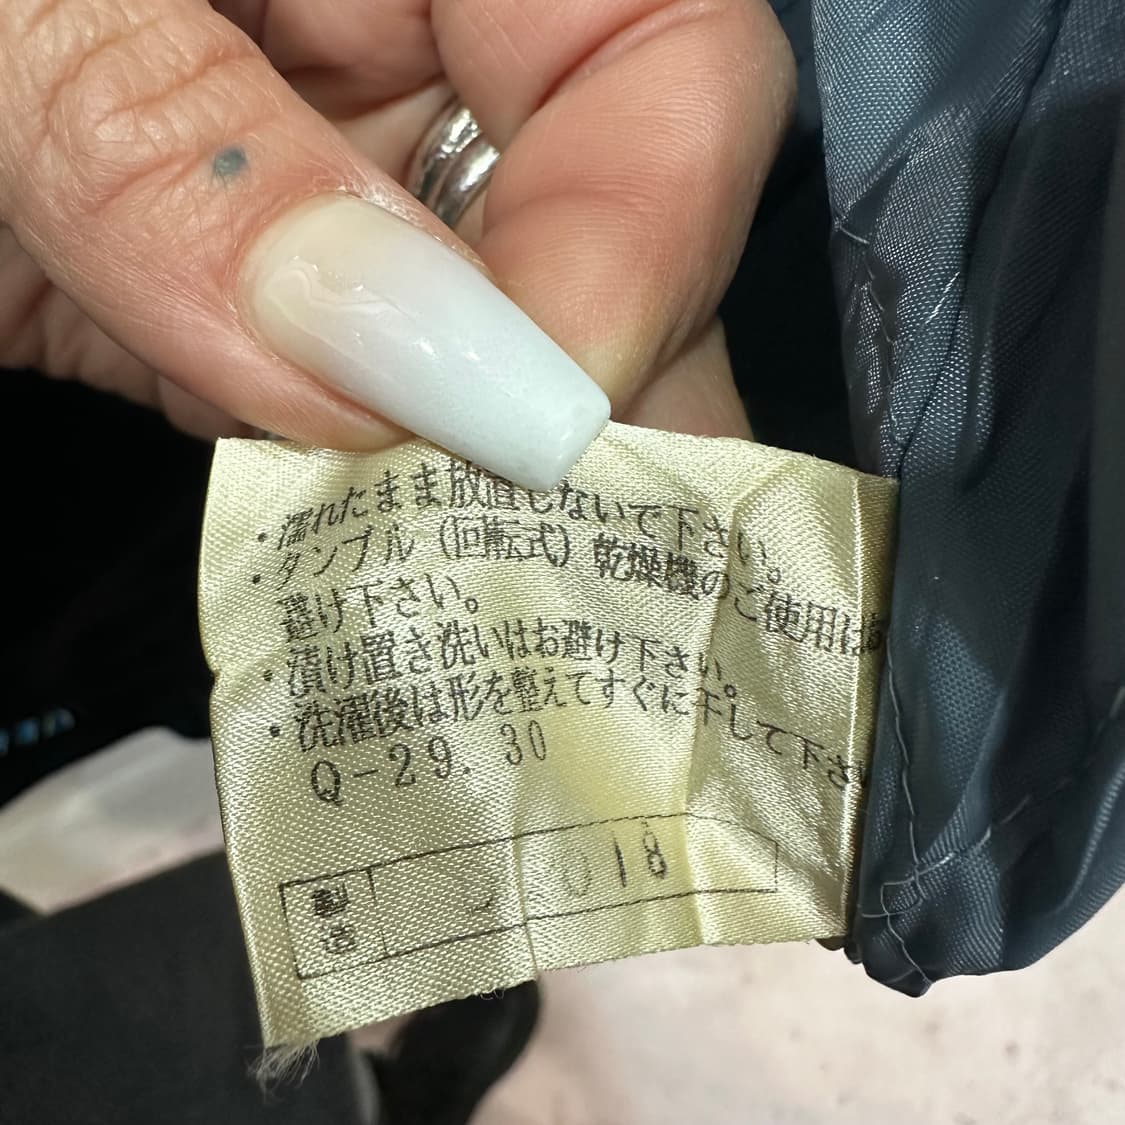 ・濡れたまま放置しないで下さい。
・タンブル（回転式）乾燥機のご使用はお
避け下さい。
・漬け置き洗いはお避け下さい。
・洗濯後は形を整えてすぐに干して下さい
Q-29. 30
018